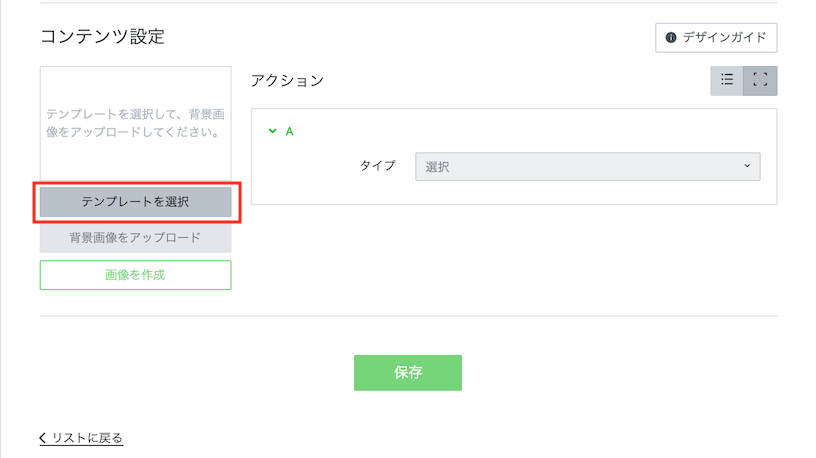 コンテンツ設定
デザインガイド
テンプレートを選択して、背景画
像をアップロードしてください。
テンプレートを選択
背景画像をアップロード
画像を作成
アクション
A
タイプ
選択
保存
リストに戻る